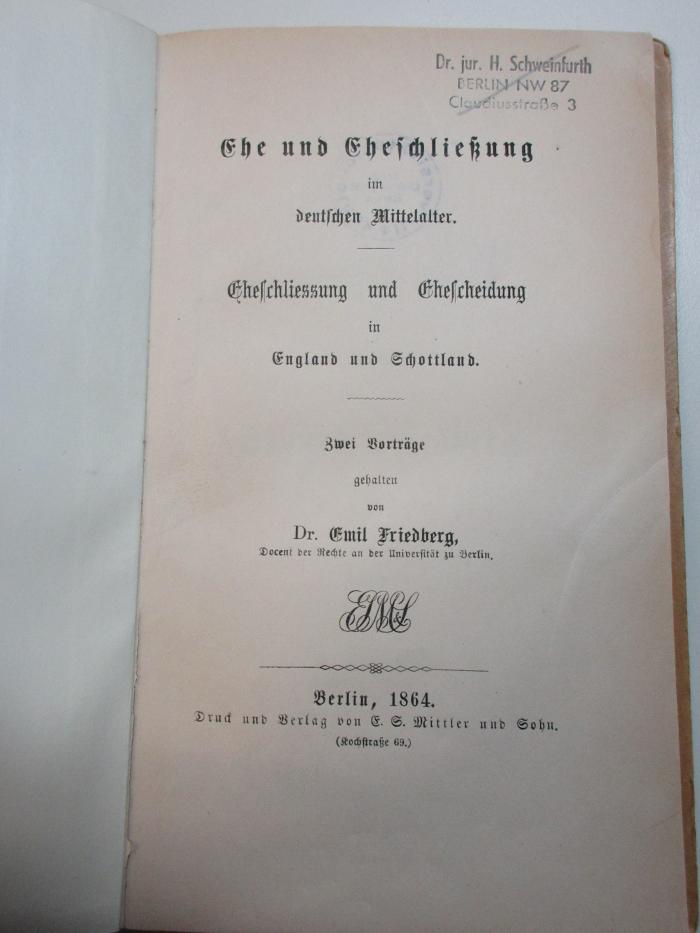 Dr. jur. H. Schweinfurth
BERLIN NW 87
Claudiusstraße 3
Ehe und Eheschließung
im
deutschen Mittelalter.
Eheschliessung und Ehescheidung
in
England und Schottland.
Zwei Vorträge
gehalten
von
Dr. Emil Friedberg,
Docent der Rechte an der Universität zu Berlin.
Berlin, 1864.
Druck und Verlag von E. S. Mittler und Sohn.
(Kochstraße 69.)